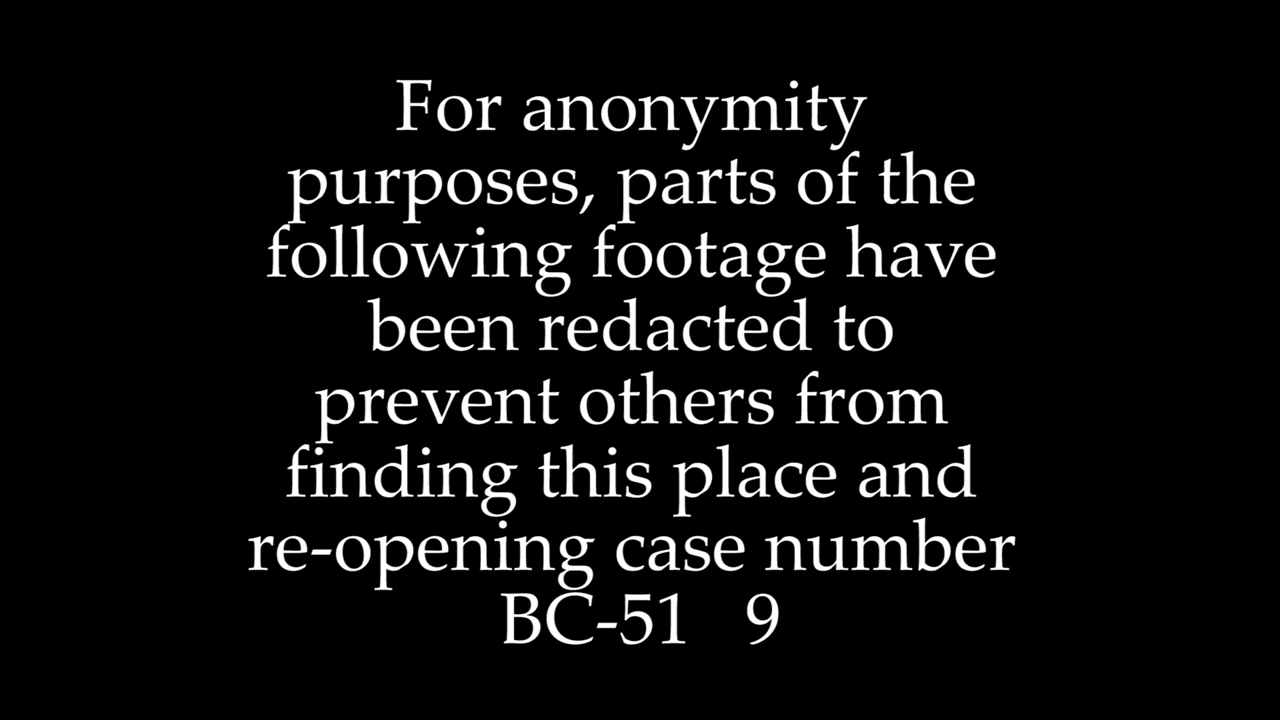 For anonymity
purposes, parts of the
following footage have
been redacted to
prevent others from
finding this place and
re-opening case number
BC-51   9